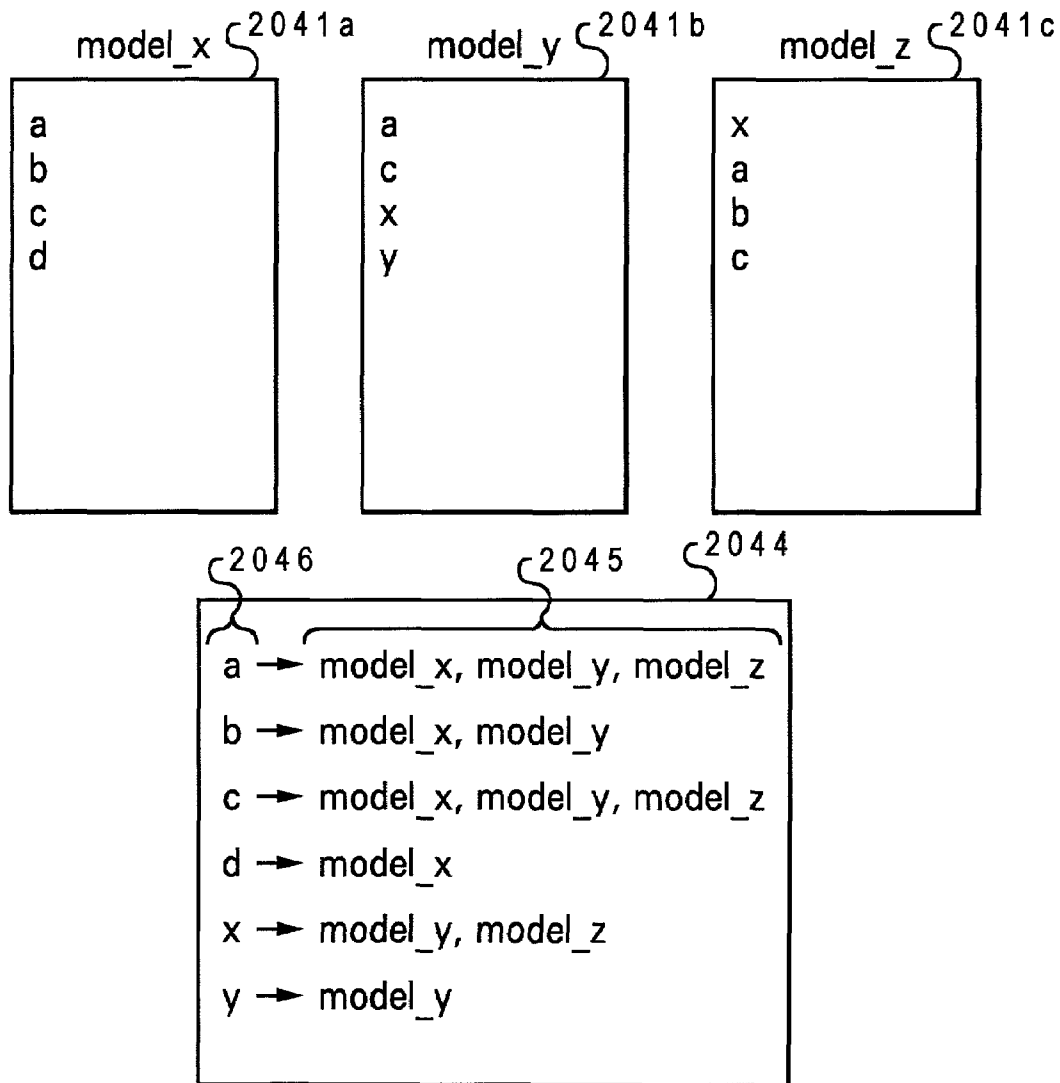 model_x 2041a
a
b
c
d
model_y 2041b
a
c
x
y
model_z 2041c
x
a
b
c
2046 2045 2044
a → model_x, model_y, model_z
b → model_x, model_y
c → model_x, model_y, model_z
d → model_x
x → model_y, model_z
y → model_y